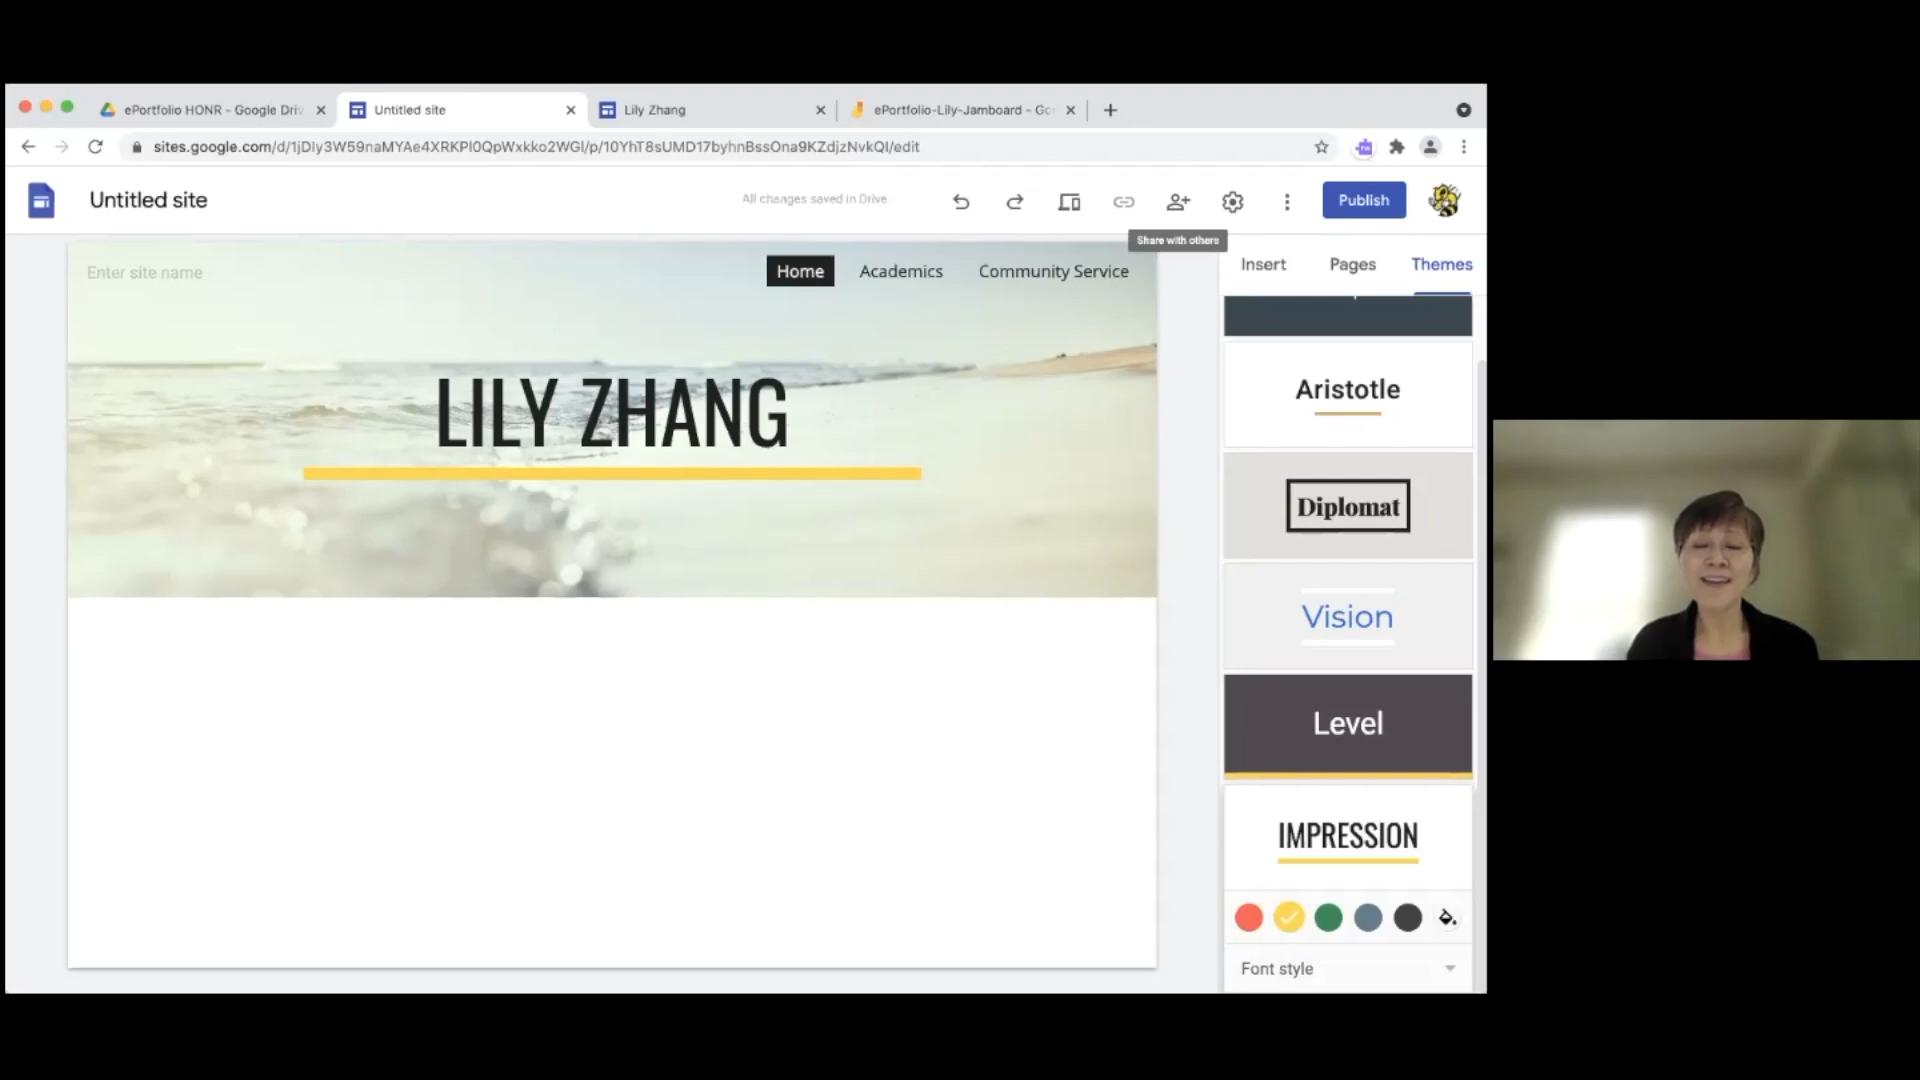 ePortfolio HONR - Google Driv
Untitled site
Lily Zhang
ePortfolio-Lily-Jamboard - Goo
sites.google.com/d/1jDIy3W59naMYAe4XRKPl0QpWxkko2WGl/p/10YhT8sUMD17byhnBssOna9KZdjzNvkQl/edit
Untitled site
All changes saved in Drive
Publish
Share with others
Enter site name
Home
Academics
Community Service
Insert
Pages
Themes
LILY ZHANG
Aristotle
Diplomat
Vision
Level
IMPRESSION
Font style